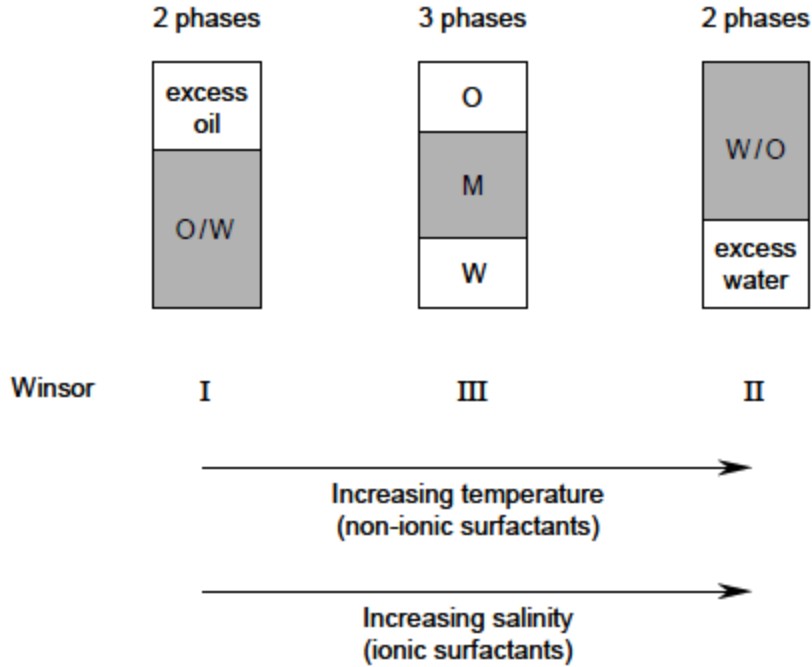 2 phases 3 phases 2 phases
excess
oil
O/W
O
M
W
W/O
excess
water
Winsor I III II
Increasing temperature
(non-ionic surfactants)
Increasing salinity
(ionic surfactants)